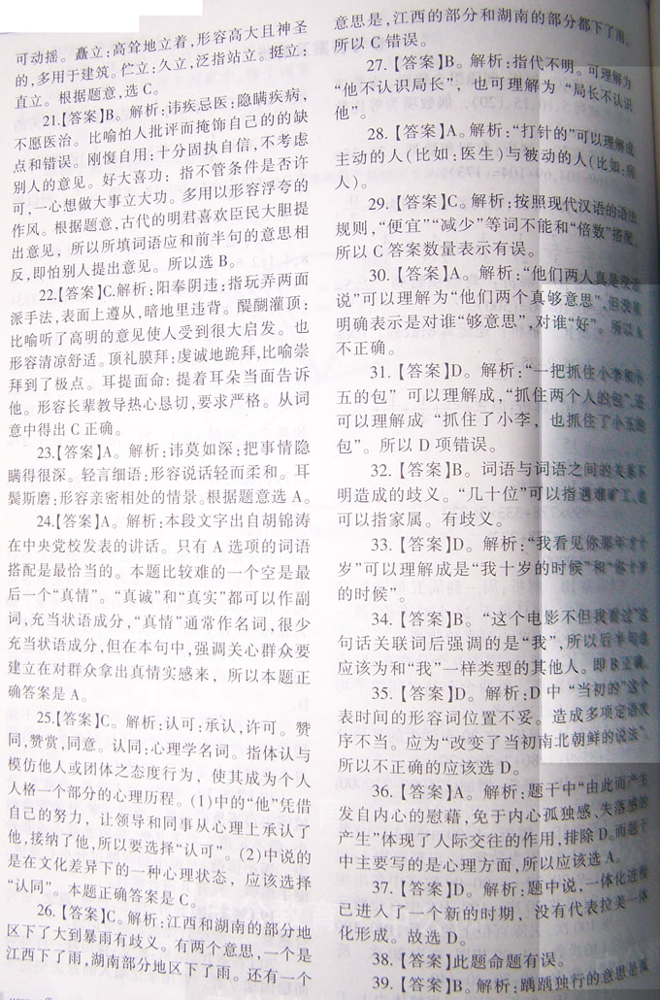 可动摇。矗立:高耸地立着,形容高大且神圣
的,多用于建筑。伫立:久立,泛指站立。挺立:
直立。根据题意,选C。
21.【答案】B。解析:讳疾忌医:隐瞒疾病,
不愿医治。比喻怕人批评而掩饰自己的的缺
点和错误。刚愎自用:十分固执自信,不考虑
别人的意见。好大喜功：指不管条件是否许
可,一心想做大事立大功。多用以形容浮夸的
作风。根据题意,古代的明君喜欢臣民大胆提
出意见，所以所填词语应和前半句的意思相
反,即怕别人提出意见。所以选B。
22.【答案】C.解析:阳奉阴违:指玩弄两面
派手法,表面上遵从,暗地里违背。醍醐灌顶:
比喻听了高明的意见使人受到很大启发。也
形容清凉舒适。顶礼膜拜:虔诚地跪拜,比喻崇
拜到了极点。耳提面命:提着耳朵当面告诉
他。形容长辈教导热心恳切,要求严格。从词
意中得出C正确。
23.【答案】A。解析:讳莫如深:把事情隐
瞒得很深。轻言细语:形容说话轻而柔和。耳
鬓斯磨:形容亲密相处的情景。根据题意选A。
24.【答案】A。解析:本段文字出自胡锦涛
在中央党校发表的讲话。只有A选项的词语
搭配是最恰当的。本题比较难的一个空是最
后一个“真情”。“真诚”和“真实”都可以作副
词,充当状语成分,“真情”通常作名词,很少
充当状语成分,但在本句中,强调关心群众要
建立在对群众拿出真情实感来，所以本题正
确答案是A。
25.【答案】C。解析:认可:承认,许可。赞
同,赞赏,同意。认同:心理学名词。指体认与
模仿他人或团体之态度行为，使其成为个人
人格一个部分的心理历程。(1)中的“他”凭借
自己的努力，让领导和同事从心理上承认了
他,接纳了他,所以要选择“认可”。(2)中说的
是在文化差异下的一种心理状态，应该选择
“认同”。本题正确答案是C。
26.【答案】C。解析:江西和湖南的部分地
区下了大到暴雨有歧义。有两个意思,一个是
江西下了雨,湖南部分地区下了雨。还有一个
意思是,江西的部分和湖南的部分都下了雨。
所以C错误。
27.【答案】B。解析:指代不明。可理解为
“他不认识局长”，也可理解为“局长不认识
他”。
28.【答案】A。解析:“打针的”可以理解成
主动的人(比如:医生)与被动的人(比如:病
人)。
29.【答案】C。解析:按照现代汉语的语法
规则,“便宜”“减少”等词不能和“倍数”搭配。
所以C答案数量表示有误。
30.【答案】A。解析:“他们两人真是没话
说”可以理解为“他们两个真够意思”,但没有
明确表示是对谁“够意思”,对谁“好”。所以A
不正确。
31.【答案】D。解析:“一把抓住小李和小
五的包”可以理解成,“抓住两个人的包”,还
可以理解成“抓住了小李，也抓住了小五的
包”。所以D项错误。
32.【答案】B。词语与词语之间的关系不
明造成的歧义。“几十位”可以指遇难矿工,也
可以指家属。有歧义。
33.【答案】D。解析:“我看见你那年才十
岁”可以理解成是“我十岁的时候”和“你十岁
的时候”。
34.【答案】B。“这个电影不但我看过”这
句话关联词后强调的是“我”,所以后半句话
应该为和“我”一样类型的其他人。即B正确。
35.【答案】D。解析:D中“当初的”这个
表时间的形容词位置不妥。造成多项定语次
序不当。应为“改变了当初南北朝鲜的说法”。
所以不正确的应该选D。
36.【答案】A。解析:题干中“由此而产生
发自内心的慰藉,免于内心孤独感、失落感的
产生”体现了人际交往的作用,排除D。而题干
中主要写的是心理方面,所以应该选A。
37.【答案】D。解析:题中说,一体化进程
已进入了一个新的时期，没有代表拉美一体
化形成。故选D。
38.【答案】此题命题有误。
39.【答案】B。解析:踽踽独行的意思是孤